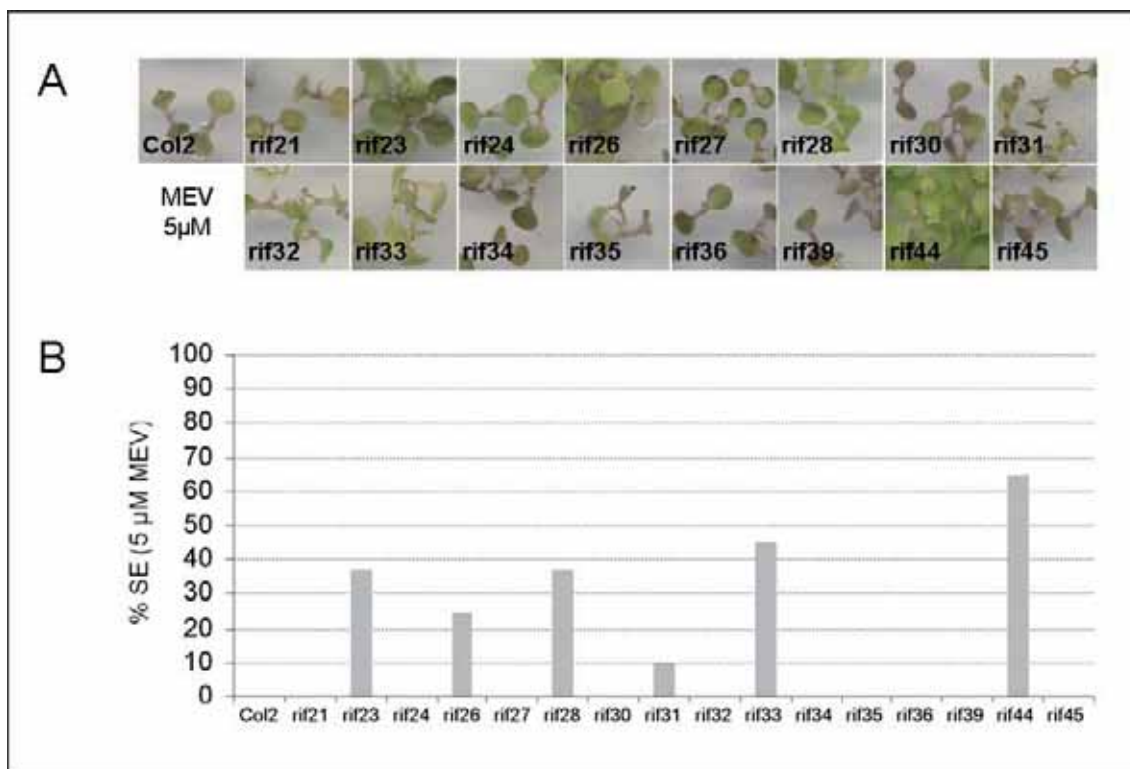 A
Col2 rif21 rif23 rif24 rif26 rif27 rif28 rif30 rif31
MEV
5µM
rif32 rif33 rif34 rif35 rif36 rif39 rif44 rif45
B
% SE (5 µM MEV)
100
90
80
70
60
50
40
30
20
10
0
Col2 rif21 rif23 rif24 rif26 rif27 rif28 rif30 rif31 rif32 rif33 rif34 rif35 rif36 rif39 rif44 rif45